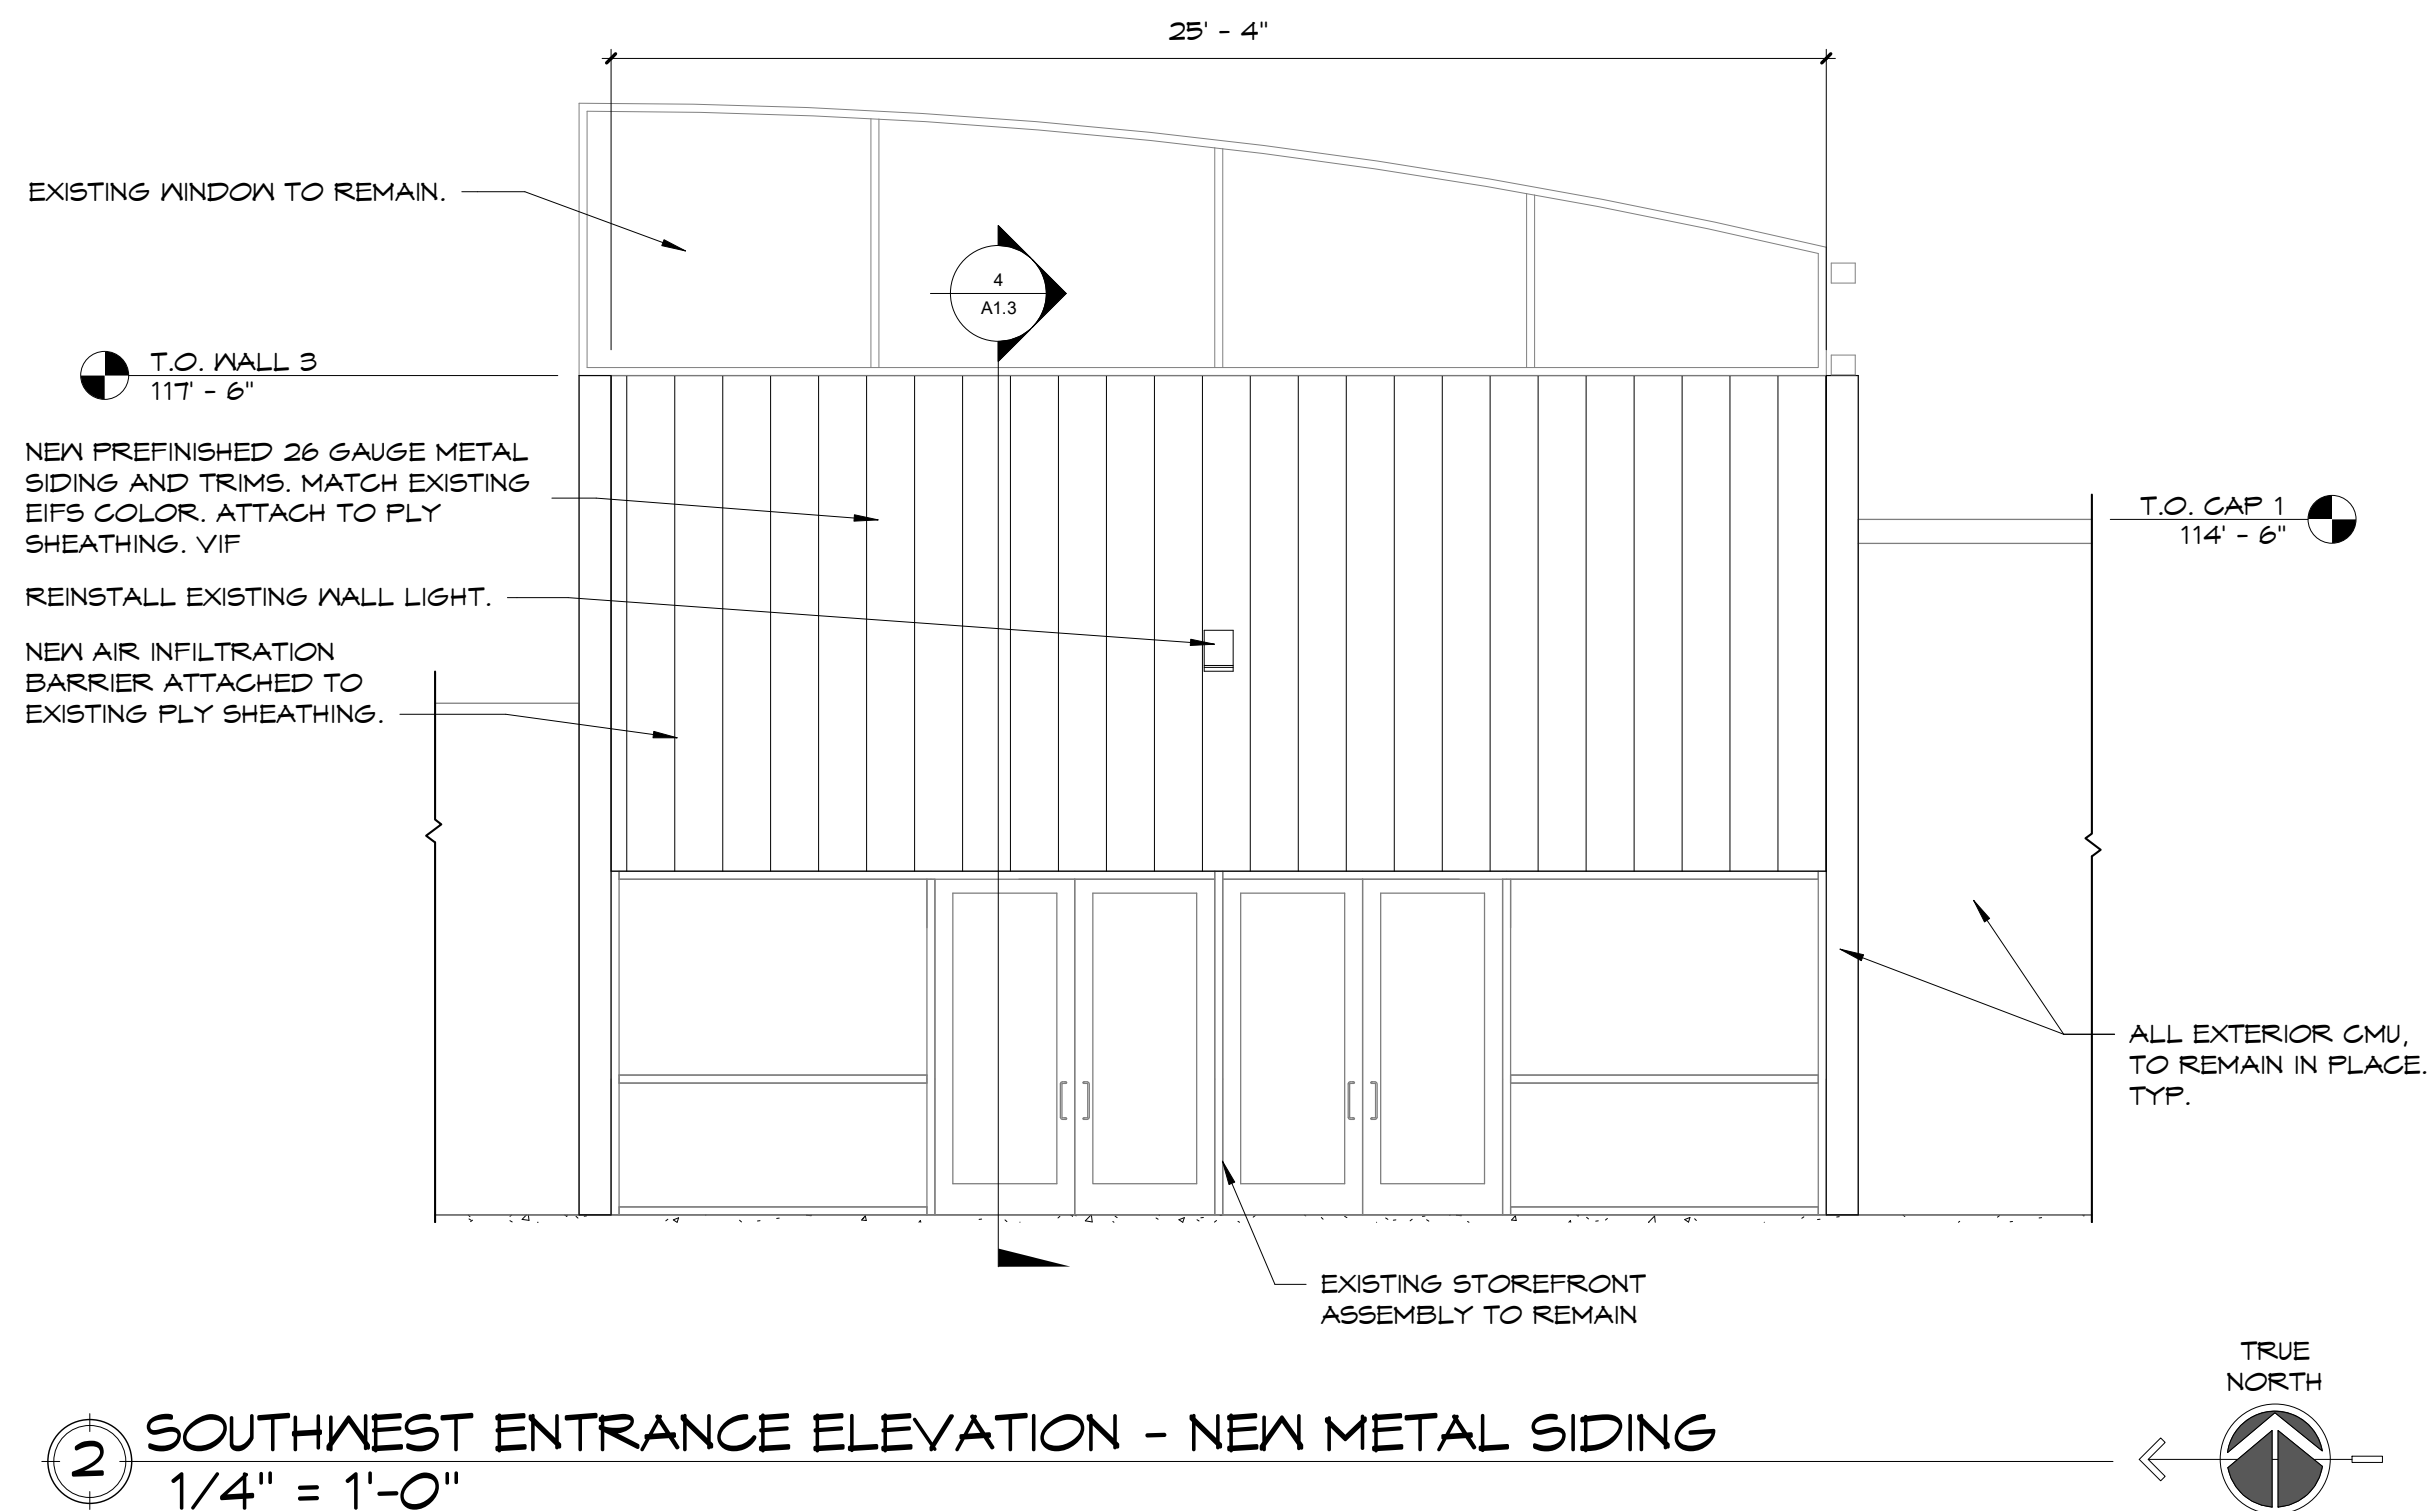 25' - 4"
EXISTING WINDOW TO REMAIN.
4
A1.3
T.O. WALL 3
117' - 6"
NEW PREFINISHED 26 GAUGE METAL
SIDING AND TRIMS. MATCH EXISTING
EIFS COLOR. ATTACH TO PLY
SHEATHING. VIF
T.O. CAP 1
114' - 6"
REINSTALL EXISTING WALL LIGHT.
NEW AIR INFILTRATION
BARRIER ATTACHED TO
EXISTING PLY SHEATHING.
ALL EXTERIOR CMU,
TO REMAIN IN PLACE.
TYP.
EXISTING STOREFRONT
ASSEMBLY TO REMAIN
TRUE
NORTH
2
SOUTHWEST ENTRANCE ELEVATION - NEW METAL SIDING
1/4" = 1'-0"